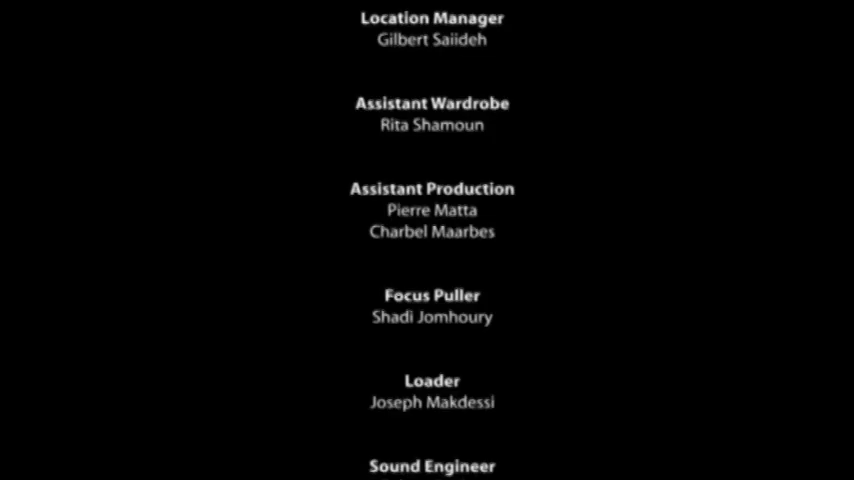 Location Manager
Gilbert Saiideh
Assistant Wardrobe
Rita Shamoun
Assistant Production
Pierre Matta
Charbel Maarbes
Focus Puller
Shadi Jomhoury
Loader
Joseph Makdessi
Sound Engineer